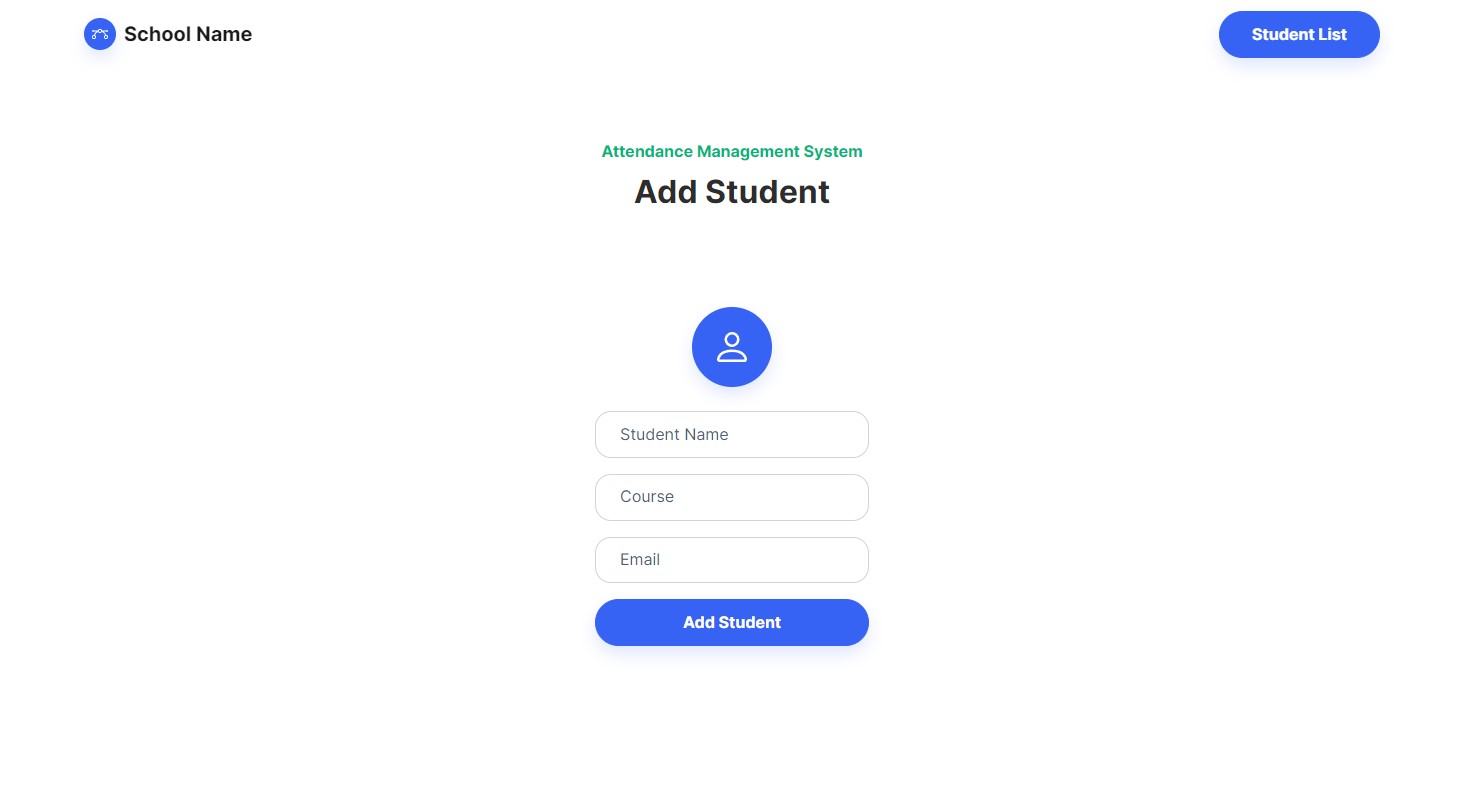 School Name
Student List
Attendance Management System
Add Student
Student Name
Course
Email
Add Student